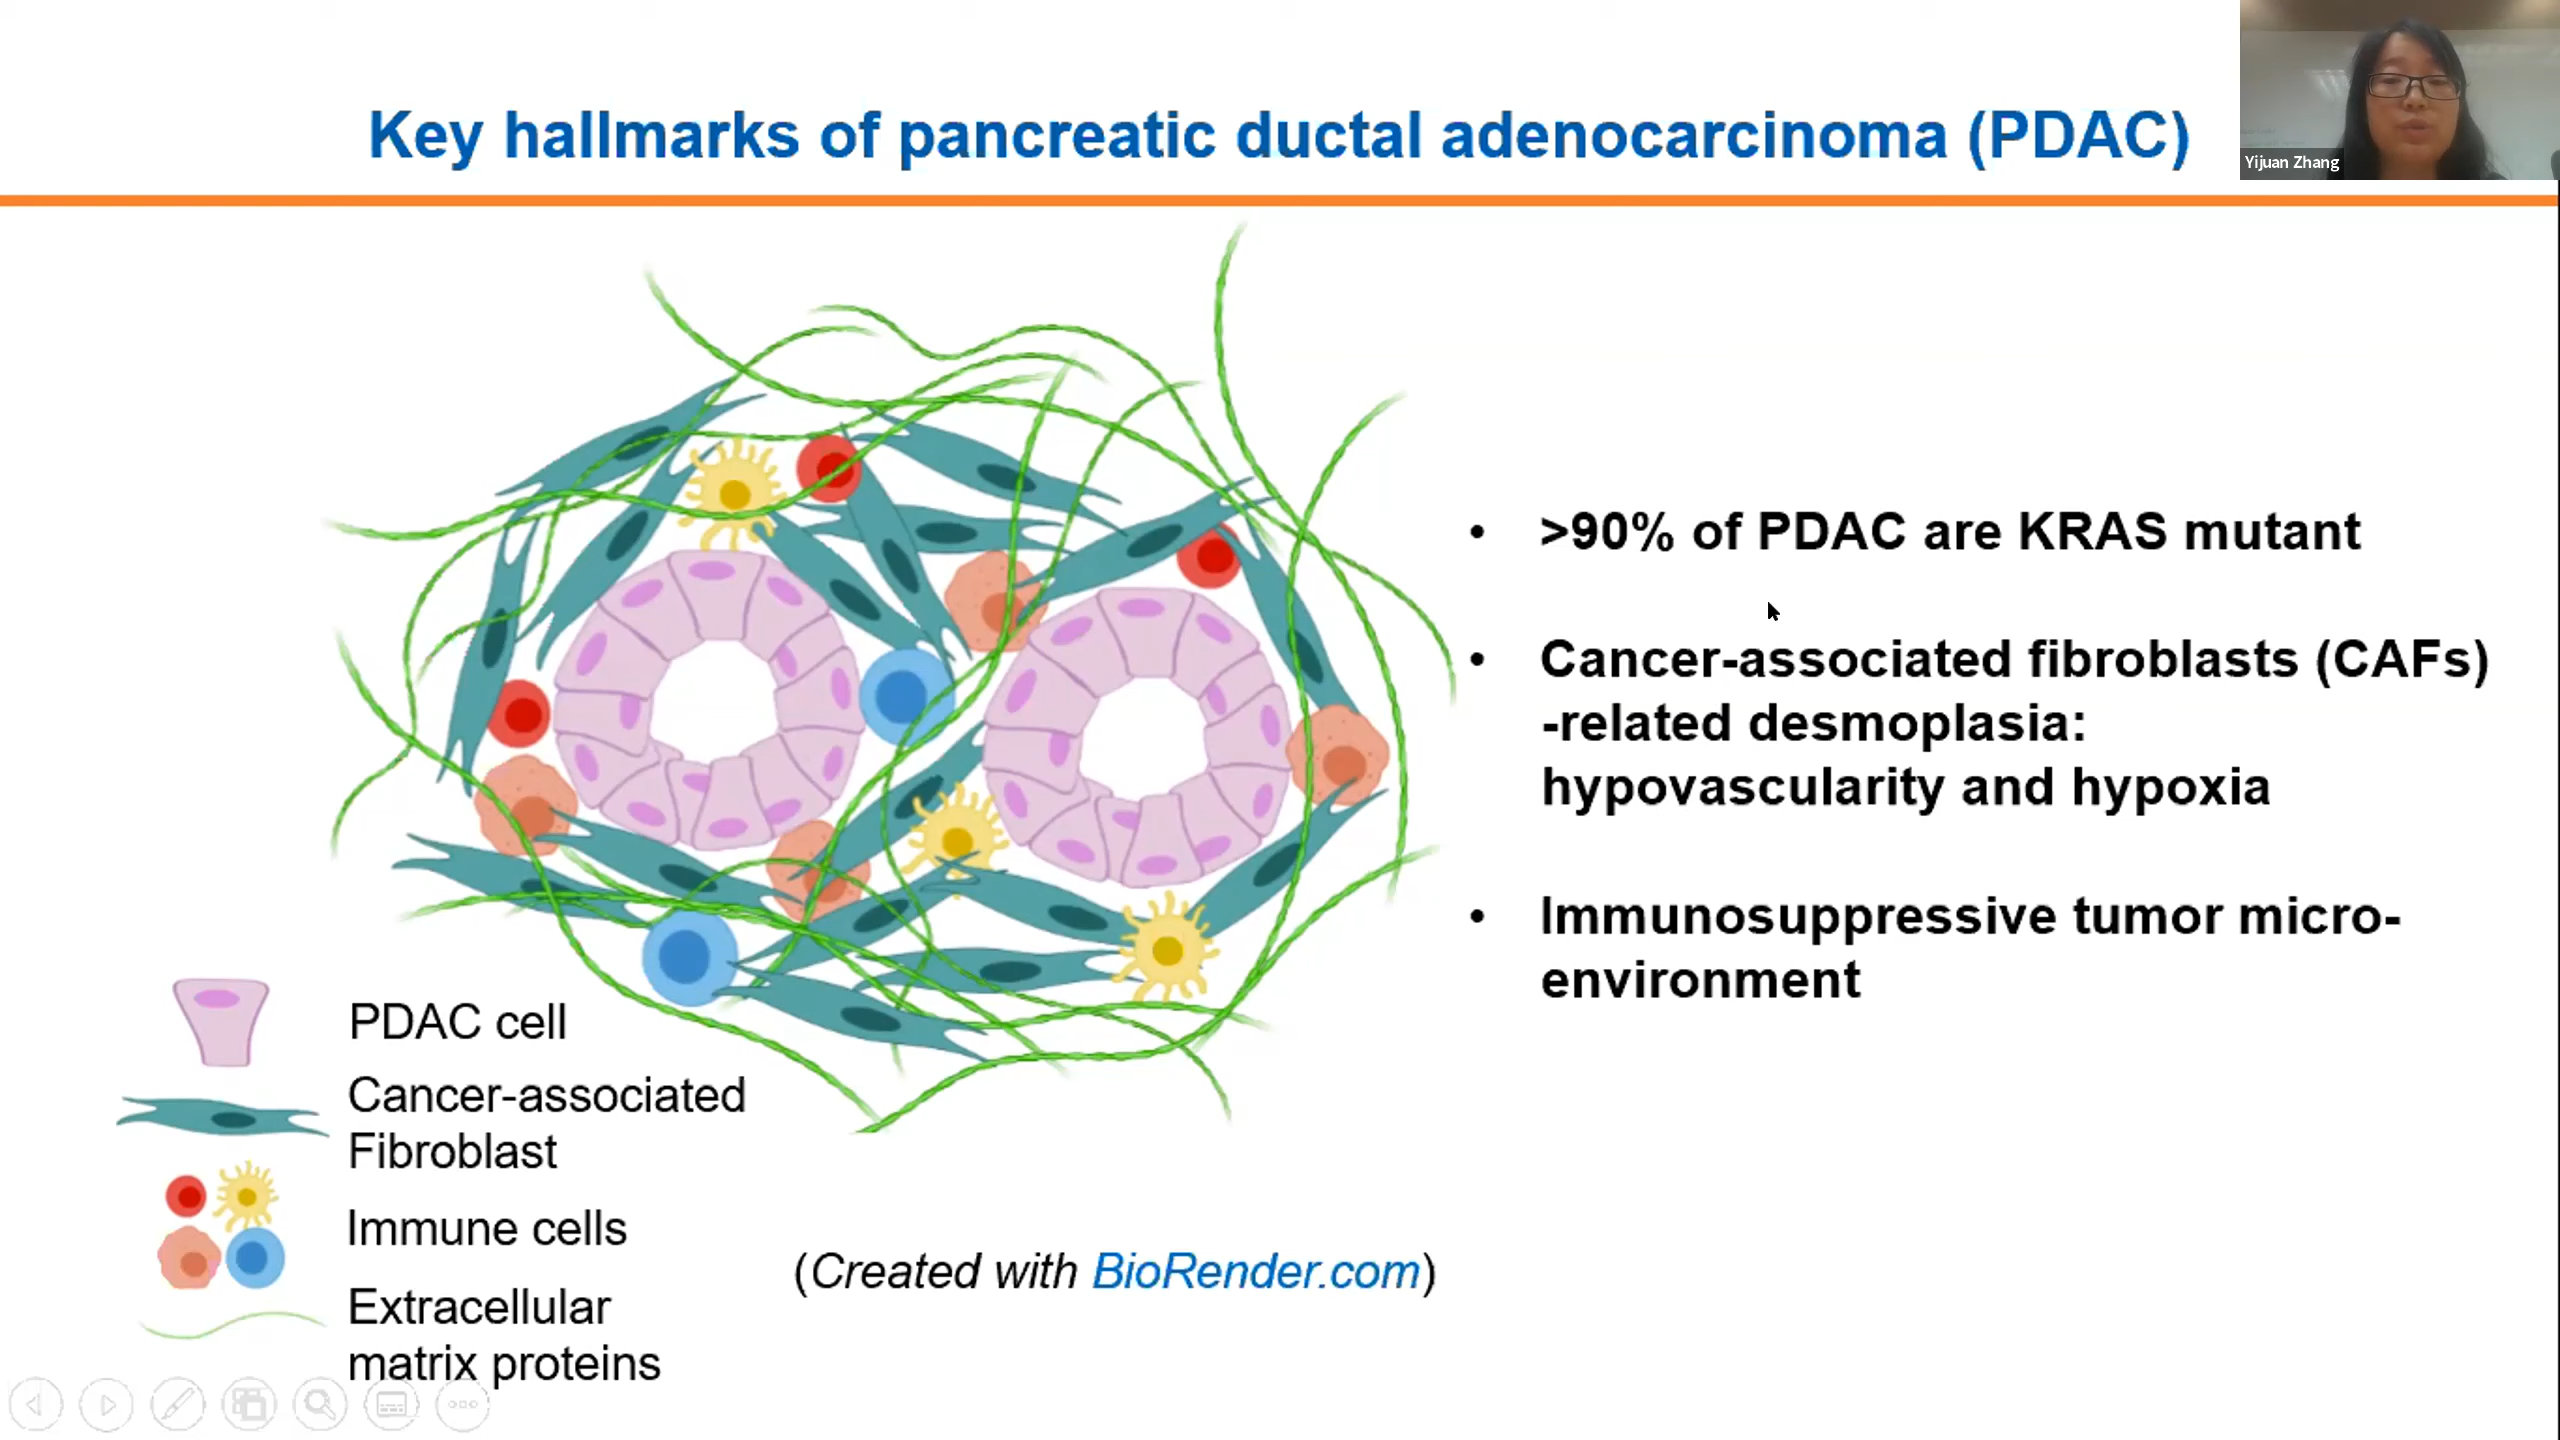 Key hallmarks of pancreatic ductal adenocarcinoma (PDAC)
Yijuan Zhang
• >90% of PDAC are KRAS mutant
• Cancer-associated fibroblasts (CAFs)
-related desmoplasia:
hypovascularity and hypoxia
• Immunosuppressive tumor micro-
environment
PDAC cell
Cancer-associated
Fibroblast
Immune cells
Extracellular
matrix proteins
(Created with BioRender.com)